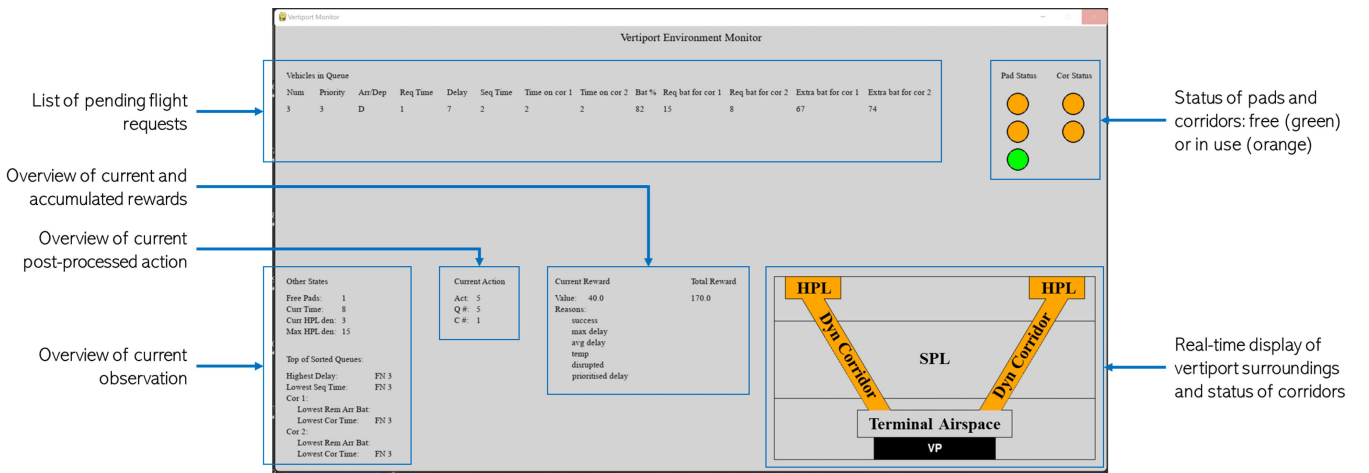 Vertiport Monitor
Vertiport Environment Monitor
Vehicles in Queue
Num Priority Arr/Dep Req Time Delay Seq Time Time on cor 1 Time on cor 2 Bat % Req bat for cor 1 Req bat for cor 2 Extra bat for cor 1 Extra bat for cor 2
3 3 D 1 7 2 2 2 82 15 8 67 74
Pad Status Cor Status
List of pending flight
requests
Status of pads and
corridors: free (green)
or in use (orange)
Overview of current and
accumulated rewards
Overview of current
post-processed action
Overview of current
observation
Other States
Free Pads: 1
Curr Time: 8
Curr HPL den: 3
Max HPL den: 15
Top of Sorted Queues:
Highest Delay: FN 3
Lowest Seq Time: FN 3
Cor 1:
Lowest Rem Arr Bat:
Lowest Cor Time: FN 3
Cor 2:
Lowest Rem Arr Bat:
Lowest Cor Time: FN 3
Current Action
Act: 5
Q #: 5
C #: 1
Current Reward Total Reward
Value: 40.0 170.0
Reasons:
success
max delay
avg delay
temp
disrupted
prioritised delay
HPL HPL
Dyn Corridor
SPL
Dyn Corridor
Terminal Airspace
VP
Real-time display of
vertiport surroundings
and status of corridors